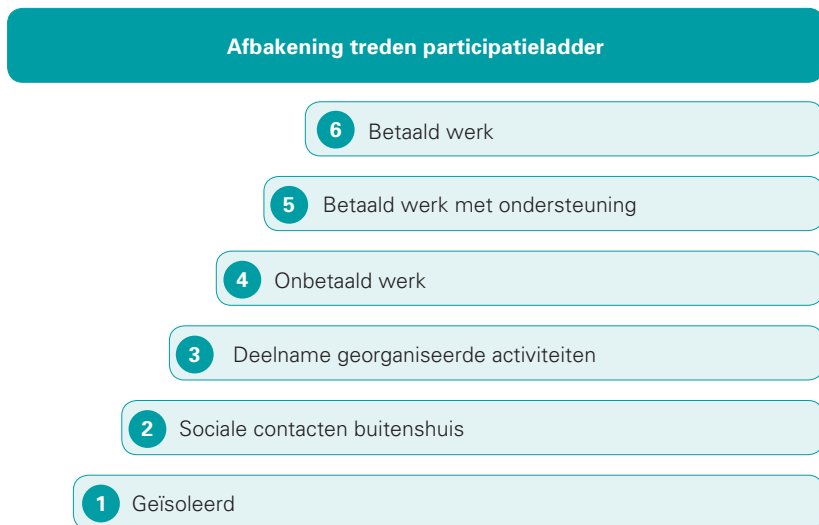 Afbakening treden participatieladder
6 Betaald werk
5 Betaald werk met ondersteuning
4 Onbetaald werk
3 Deelname georganiseerde activiteiten
2 Sociale contacten buitenshuis
1 Geïsoleerd